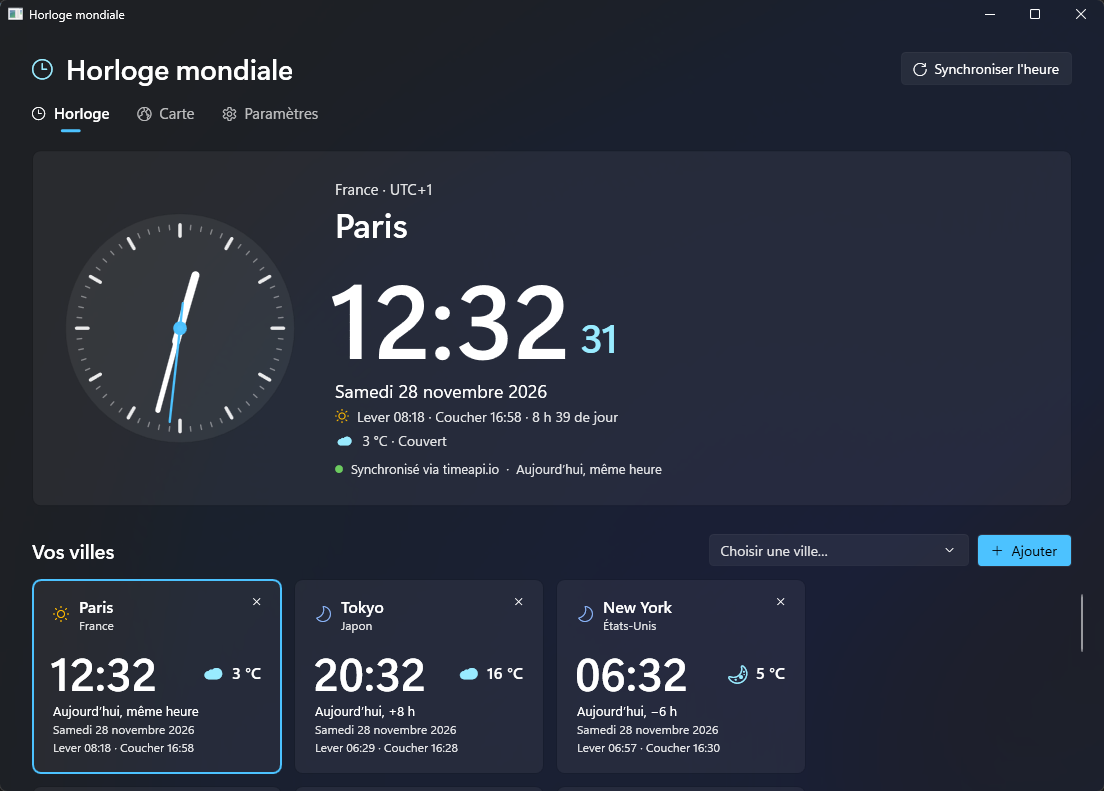 Horloge mondiale
Horloge mondiale
Synchroniser l'heure
Horloge
Carte
Paramètres
France · UTC+1
Paris
12:32 31
Samedi 28 novembre 2026
Lever 08:18 · Coucher 16:58 · 8 h 39 de jour
3 °C · Couvert
Synchronisé via timeapi.io · Aujourd’hui, même heure
Vos villes
Choisir une ville...
Ajouter
Paris
France
12:32
3 °C
Aujourd’hui, même heure
Samedi 28 novembre 2026
Lever 08:18 · Coucher 16:58
Tokyo
Japon
20:32
16 °C
Aujourd’hui, +8 h
Samedi 28 novembre 2026
Lever 06:29 · Coucher 16:28
New York
États-Unis
06:32
5 °C
Aujourd’hui, −6 h
Samedi 28 novembre 2026
Lever 06:57 · Coucher 16:30